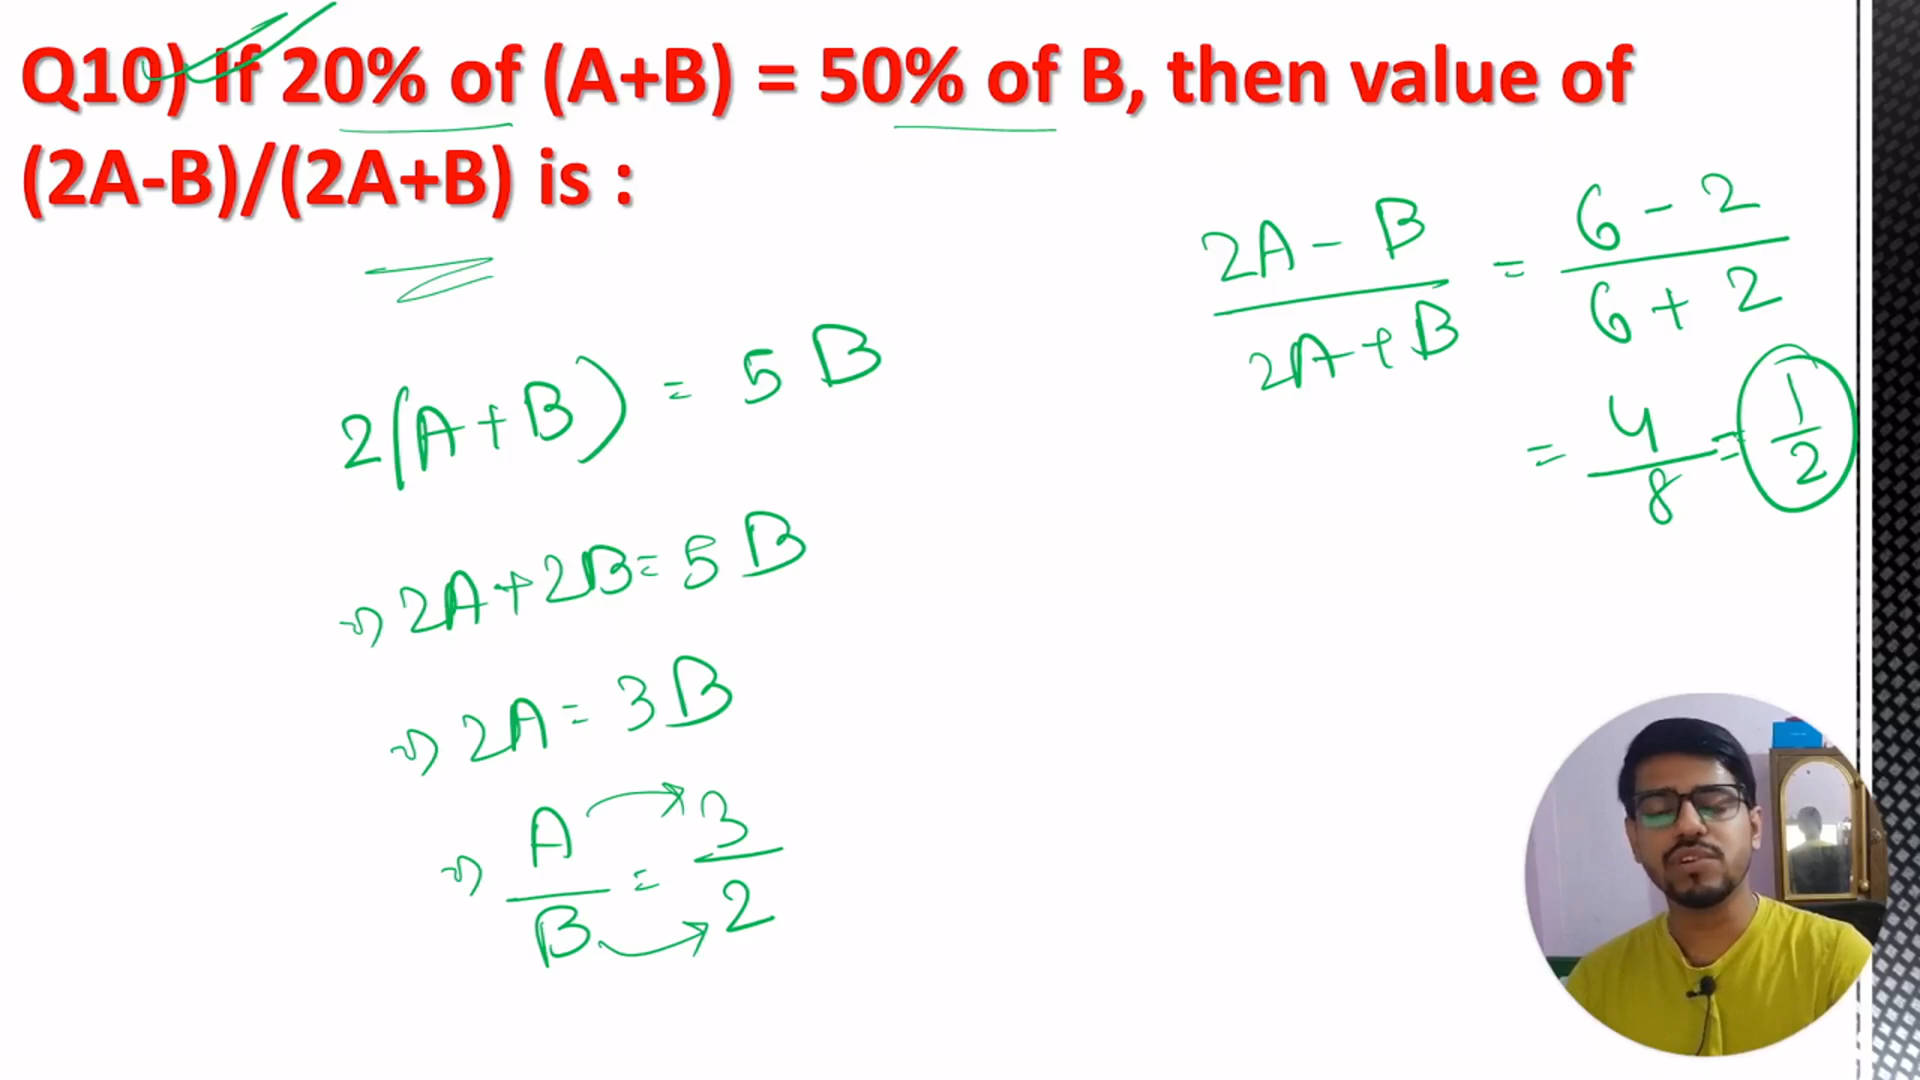 Q10) If 20% of (A+B) = 50% of B, then value of
(2A-B)/(2A+B) is :
2(A+B) = 5B
⇒ 2A+2B = 5B
⇒ 2A = 3B
⇒ A/B = 3/2
(2A-B)/(2A+B) = (6-2)/(6+2)
= 4/8 = 1/2